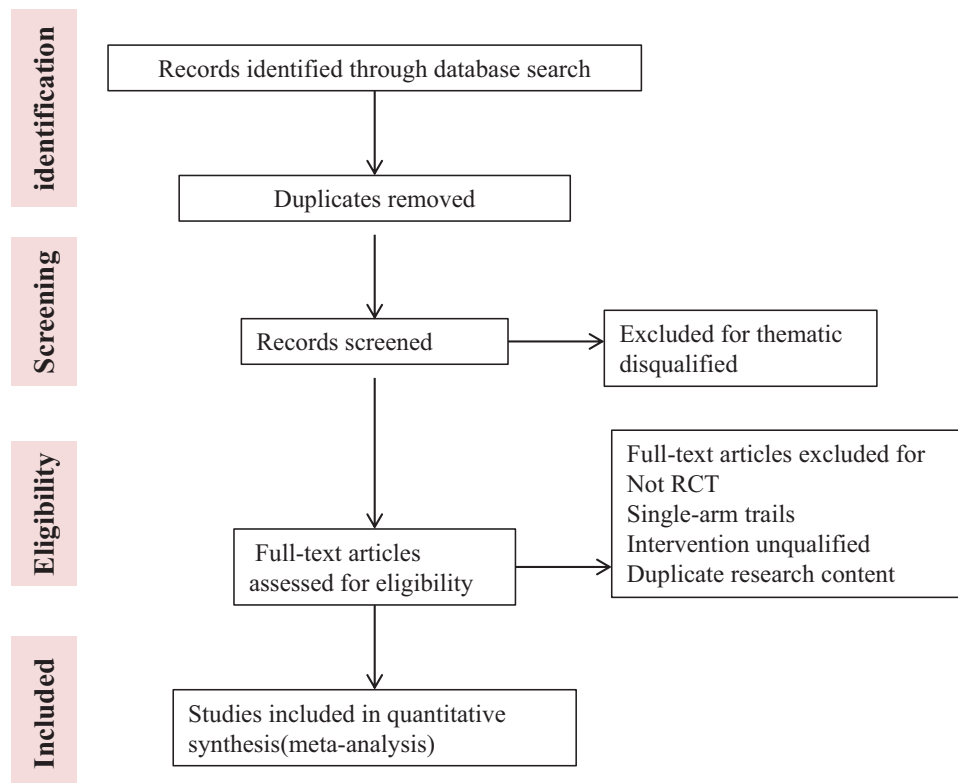 identification
Records identified through database search
Duplicates removed
Screening
Records screened
Excluded for thematic
disqualified
Eligibility
Full-text articles
assessed for eligibility
Full-text articles excluded for
Not RCT
Single-arm trails
Intervention unqualified
Duplicate research content
Included
Studies included in quantitative
synthesis(meta-analysis)